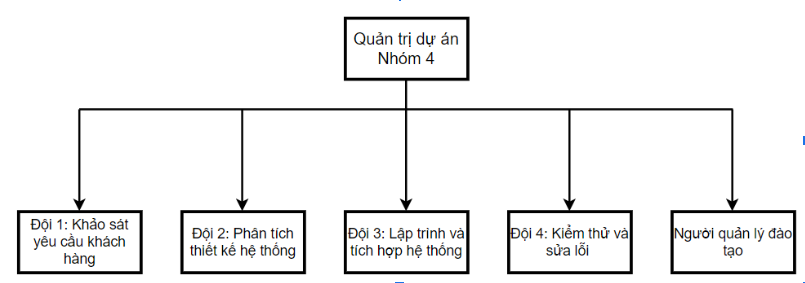 Quản trị dự án
Nhóm 4
Đội 1: Khảo sát
yêu cầu khách
hàng
Đội 2: Phân tích
thiết kế hệ thống
Đội 3: Lập trình và
tích hợp hệ thống
Đội 4: Kiểm thử và
sửa lỗi
Người quản lý đào
tạo